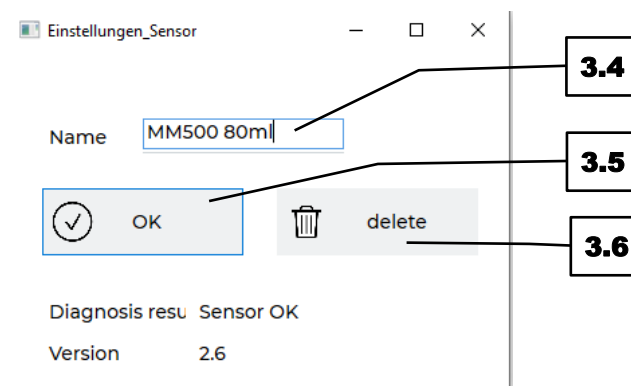 Einstellungen_Sensor
3.4
Name MM500 80ml
3.5
OK delete
3.6
Diagnosis resu Sensor OK
Version 2.6